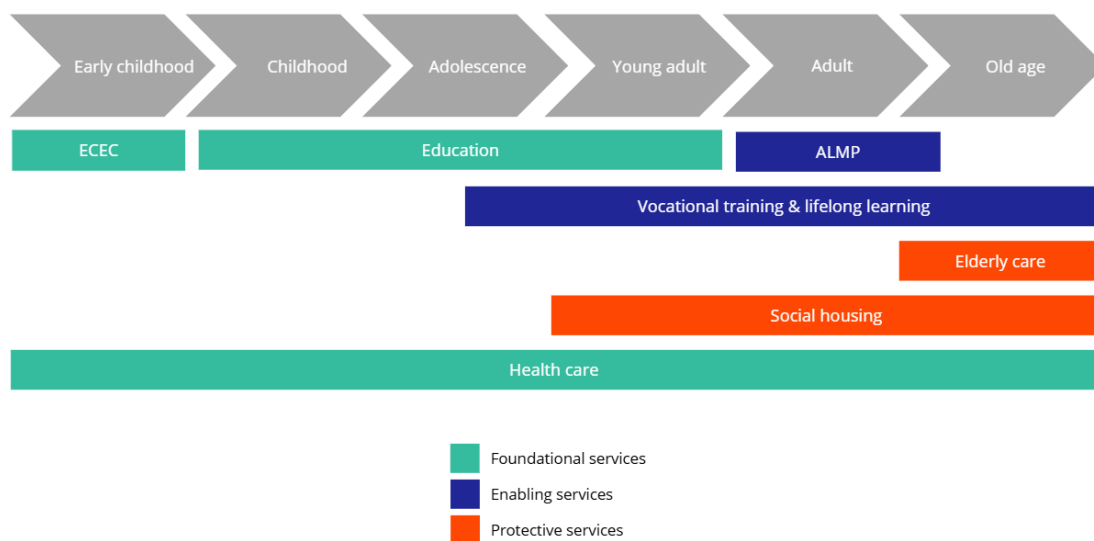 Early childhood
Childhood
Adolescence
Young adult
Adult
Old age
ECEC
Education
ALMP
Vocational training & lifelong learning
Elderly care
Social housing
Health care
Foundational services
Enabling services
Protective services